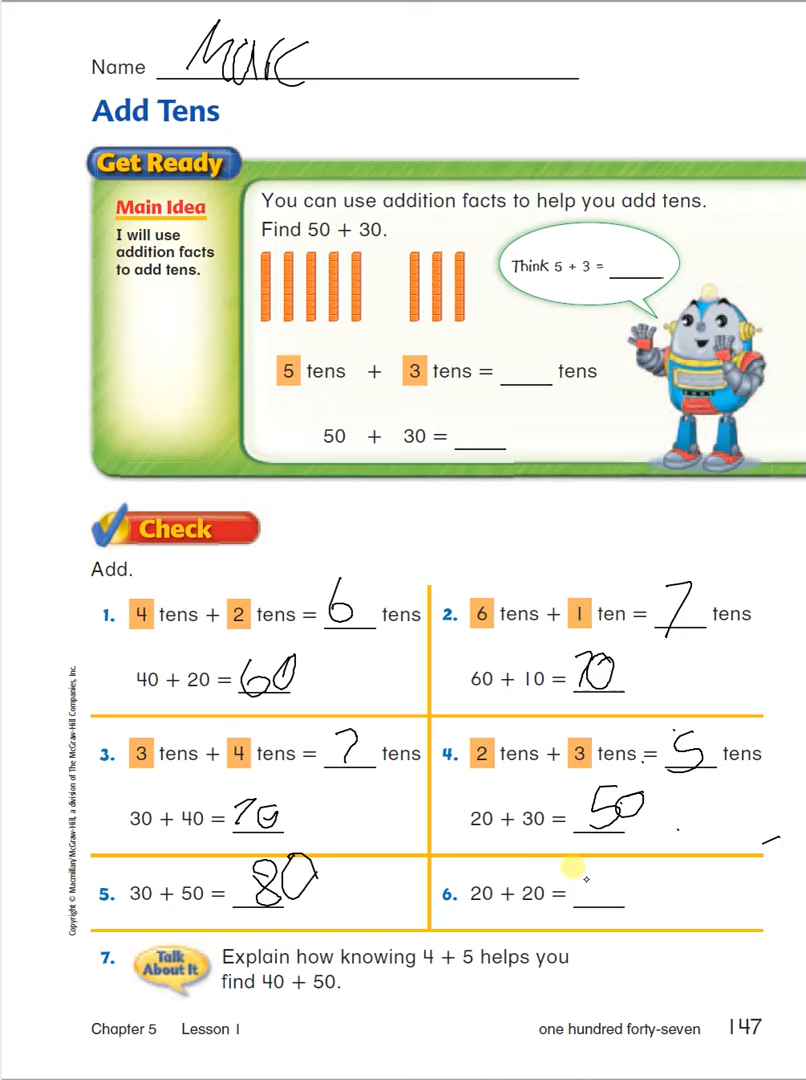 Name Marc
Add Tens
Get Ready
Main Idea
I will use
addition facts
to add tens.
You can use addition facts to help you add tens.
Find 50 + 30.
Think 5 + 3 = ____
5 tens + 3 tens = ____ tens
50 + 30 = ____
Check
Add.
1. 4 tens + 2 tens = 6 tens
40 + 20 = 60
2. 6 tens + 1 ten = 7 tens
60 + 10 = 70
3. 3 tens + 4 tens = 7 tens
30 + 40 = 70
4. 2 tens + 3 tens = 5 tens
20 + 30 = 50
5. 30 + 50 = 80
6. 20 + 20 = ____
7. Talk About It Explain how knowing 4 + 5 helps you
find 40 + 50.
Copyright © Macmillan/McGraw-Hill, a division of The McGraw-Hill Companies, Inc.
Chapter 5 Lesson 1 one hundred forty-seven 147